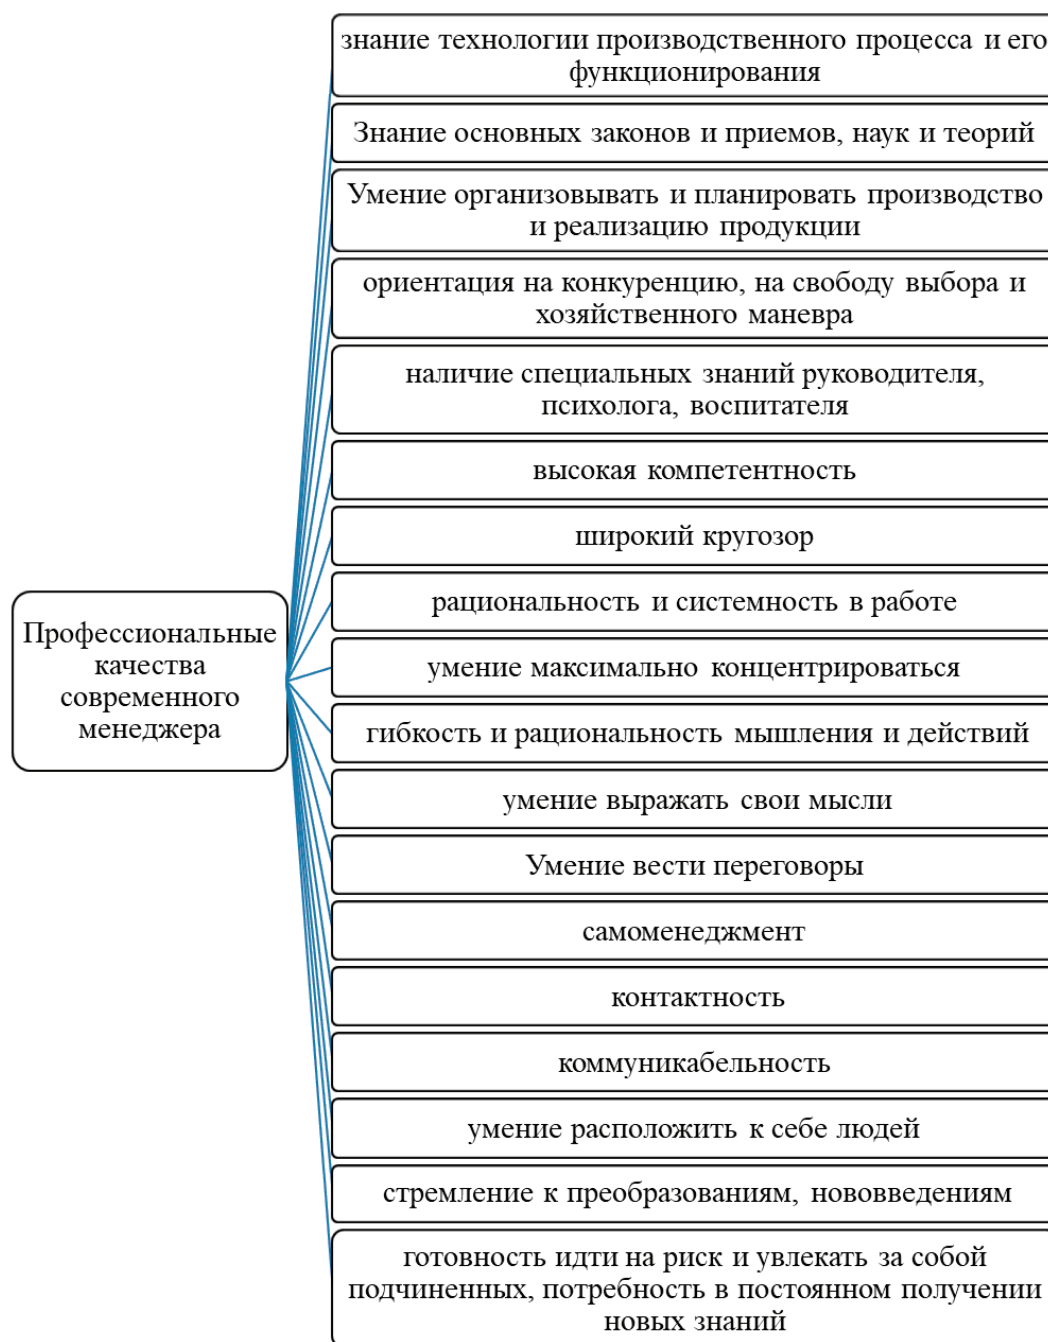 знание технологии производственного процесса и его
функционирования
Знание основных законов и приемов, наук и теорий
Умение организовывать и планировать производство
и реализацию продукции
ориентация на конкуренцию, на свободу выбора и
хозяйственного маневра
наличие специальных знаний руководителя,
психолога, воспитателя
высокая компетентность
широкий кругозор
рациональность и системность в работе
Профессиональные
качества
современного
менеджера
умение максимально концентрироваться
гибкость и рациональность мышления и действий
умение выражать свои мысли
Умение вести переговоры
самоменеджмент
контактность
коммуникабельность
умение расположить к себе людей
стремление к преобразованиям, нововведениям
готовность идти на риск и увлекать за собой
подчиненных, потребность в постоянном получении
новых знаний